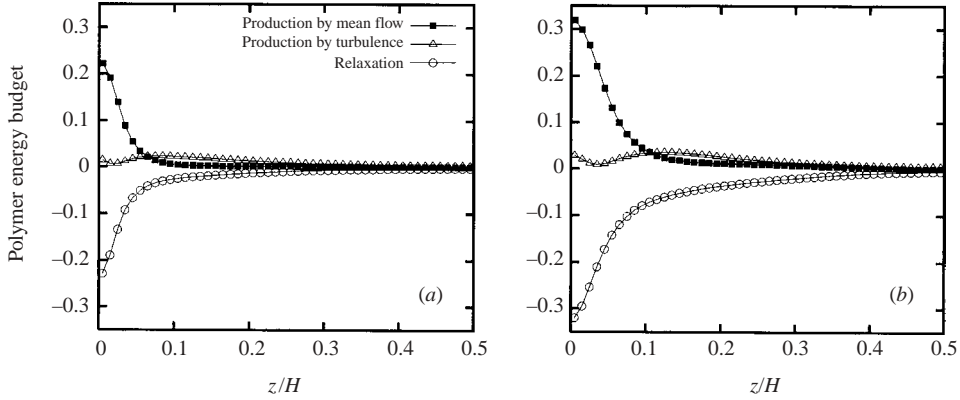 Production by mean flow
Production by turbulence
Relaxation
Polymer energy budget
0.3
0.2
0.1
0
–0.1
–0.2
–0.3
(a)
0 0.1 0.2 0.3 0.4 0.5
z/H
0.3
0.2
0.1
0
–0.1
–0.2
–0.3
(b)
0 0.1 0.2 0.3 0.4 0.5
z/H